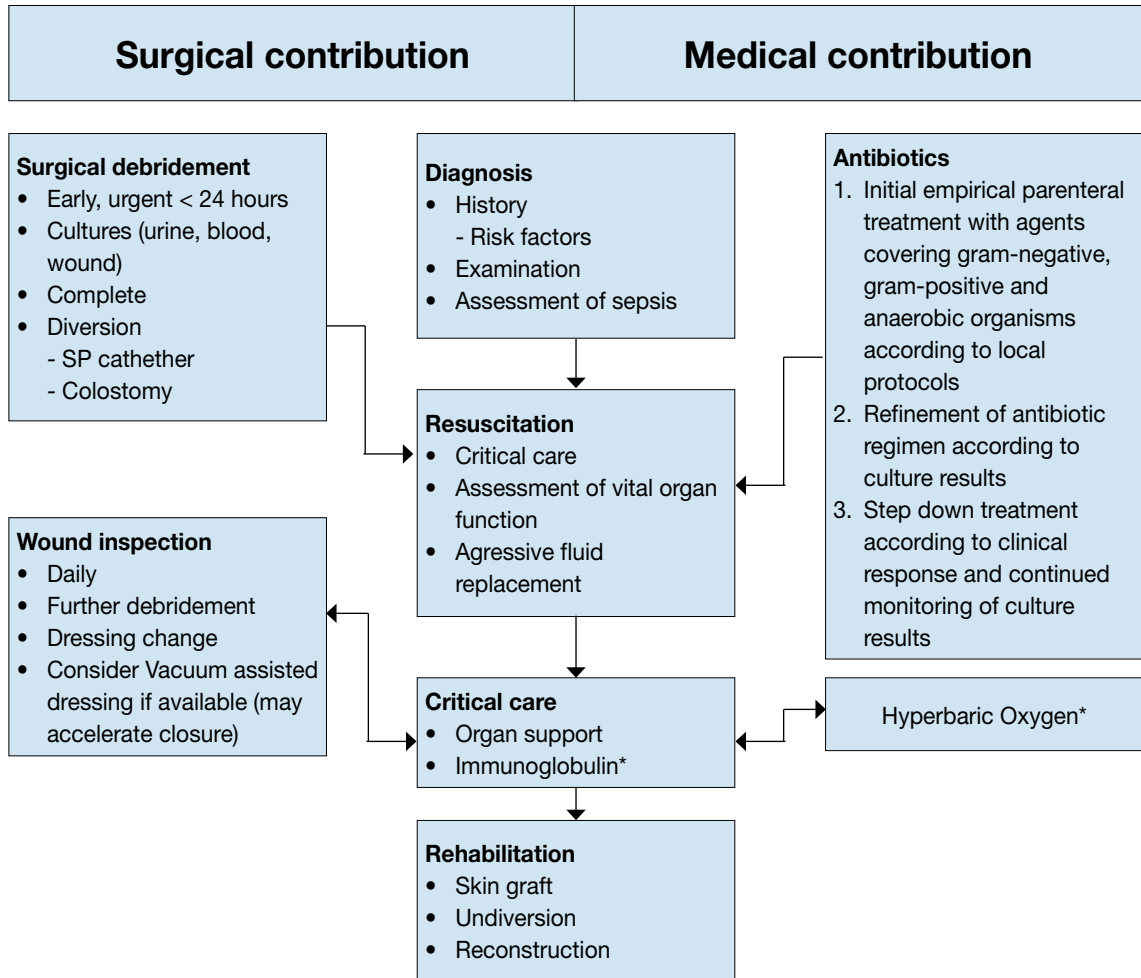 Surgical contribution
Medical contribution
Surgical debridement
• Early, urgent < 24 hours
• Cultures (urine, blood,
wound)
• Complete
• Diversion
- SP cathether
- Colostomy
Diagnosis
• History
- Risk factors
• Examination
• Assessment of sepsis
Antibiotics
1. Initial empirical parenteral
treatment with agents
covering gram-negative,
gram-positive and
anaerobic organisms
according to local
protocols
2. Refinement of antibiotic
regimen according to
culture results
3. Step down treatment
according to clinical
response and continued
monitoring of culture
results
Resuscitation
• Critical care
• Assessment of vital organ
function
• Agressive fluid
replacement
Wound inspection
• Daily
• Further debridement
• Dressing change
• Consider Vacuum assisted
dressing if available (may
accelerate closure)
Critical care
• Organ support
• Immunoglobulin*
Hyperbaric Oxygen*
Rehabilitation
• Skin graft
• Undiversion
• Reconstruction